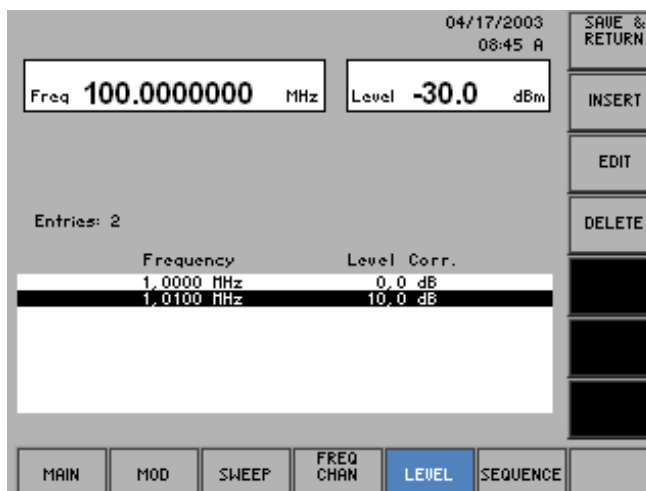 04/17/2003
08:45 A
Freq 100.0000000 MHz
Level -30.0 dBm
Entries: 2
Frequency Level Corr.
1,0000 MHz 0,0 dB
1,0100 MHz 10,0 dB
SAVE &
RETURN
INSERT
EDIT
DELETE
MAIN
MOD
SWEEP
FREQ
CHAN
LEVEL
SEQUENCE